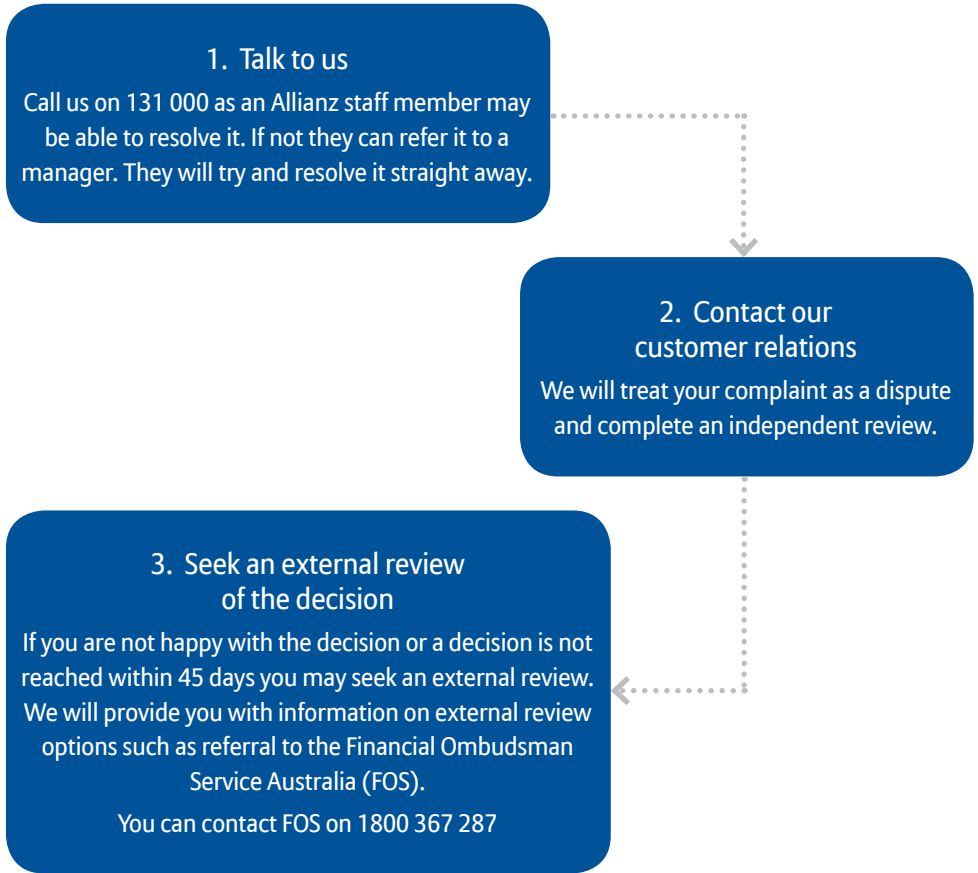 1. Talk to us
Call us on 131 000 as an Allianz staff member may
be able to resolve it. If not they can refer it to a
manager. They will try and resolve it straight away.
2. Contact our
customer relations
We will treat your complaint as a dispute
and complete an independent review.
3. Seek an external review
of the decision
If you are not happy with the decision or a decision is not
reached within 45 days you may seek an external review.
We will provide you with information on external review
options such as referral to the Financial Ombudsman
Service Australia (FOS).
You can contact FOS on 1800 367 287